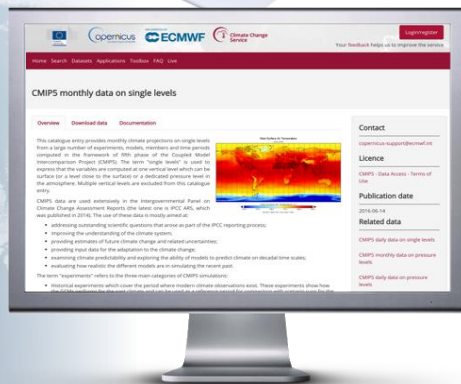 opernicus
ECMWF
Climate Change
Service
Login/register
Your feedback helps us to improve the service
Home Search Datasets Applications Toolbox FAQ Live
CMIP5 monthly data on single levels
Overview Download data Documentation
This catalogue entry provides monthly climate projections on single levels
from a large number of experiments, models, members and time periods
computed in the framework of fifth phase of the Coupled Model
Intercomparison Project (CMIP5). The term "single levels" is used to
express that the variables are computed at one vertical level which can be
surface (or a level close to the surface) or a dedicated pressure level in
the atmosphere. Multiple vertical levels are excluded from this catalogue
entry.
CMIP5 data are used extensively in the Intergovernmental Panel on
Climate Change Assessment Reports (the latest one is IPCC AR5, which
was published in 2014). The use of these data is mostly aimed at:
addressing outstanding scientific questions that arose as part of the IPCC reporting process;
improving the understanding of the climate system;
providing estimates of future climate change and related uncertainties;
providing input data for the adaptation to the climate change;
examining climate predictability and exploring the ability of models to predict climate on decadal time scales;
evaluating how realistic the different models are in simulating the recent past.
The term "experiments" refers to the three main categories of CMIP5 simulations:
Historical experiments which cover the period where modern climate observations exist. These experiments show how
Contact
copernicus-support@ecmwf.int
Licence
CMIP5 - Data Access - Terms of
Use
Publication date
2016-06-14
Related data
CMIP5 daily data on single levels
CMIP5 monthly data on pressure
levels
CMIP5 daily data on pressure
levels